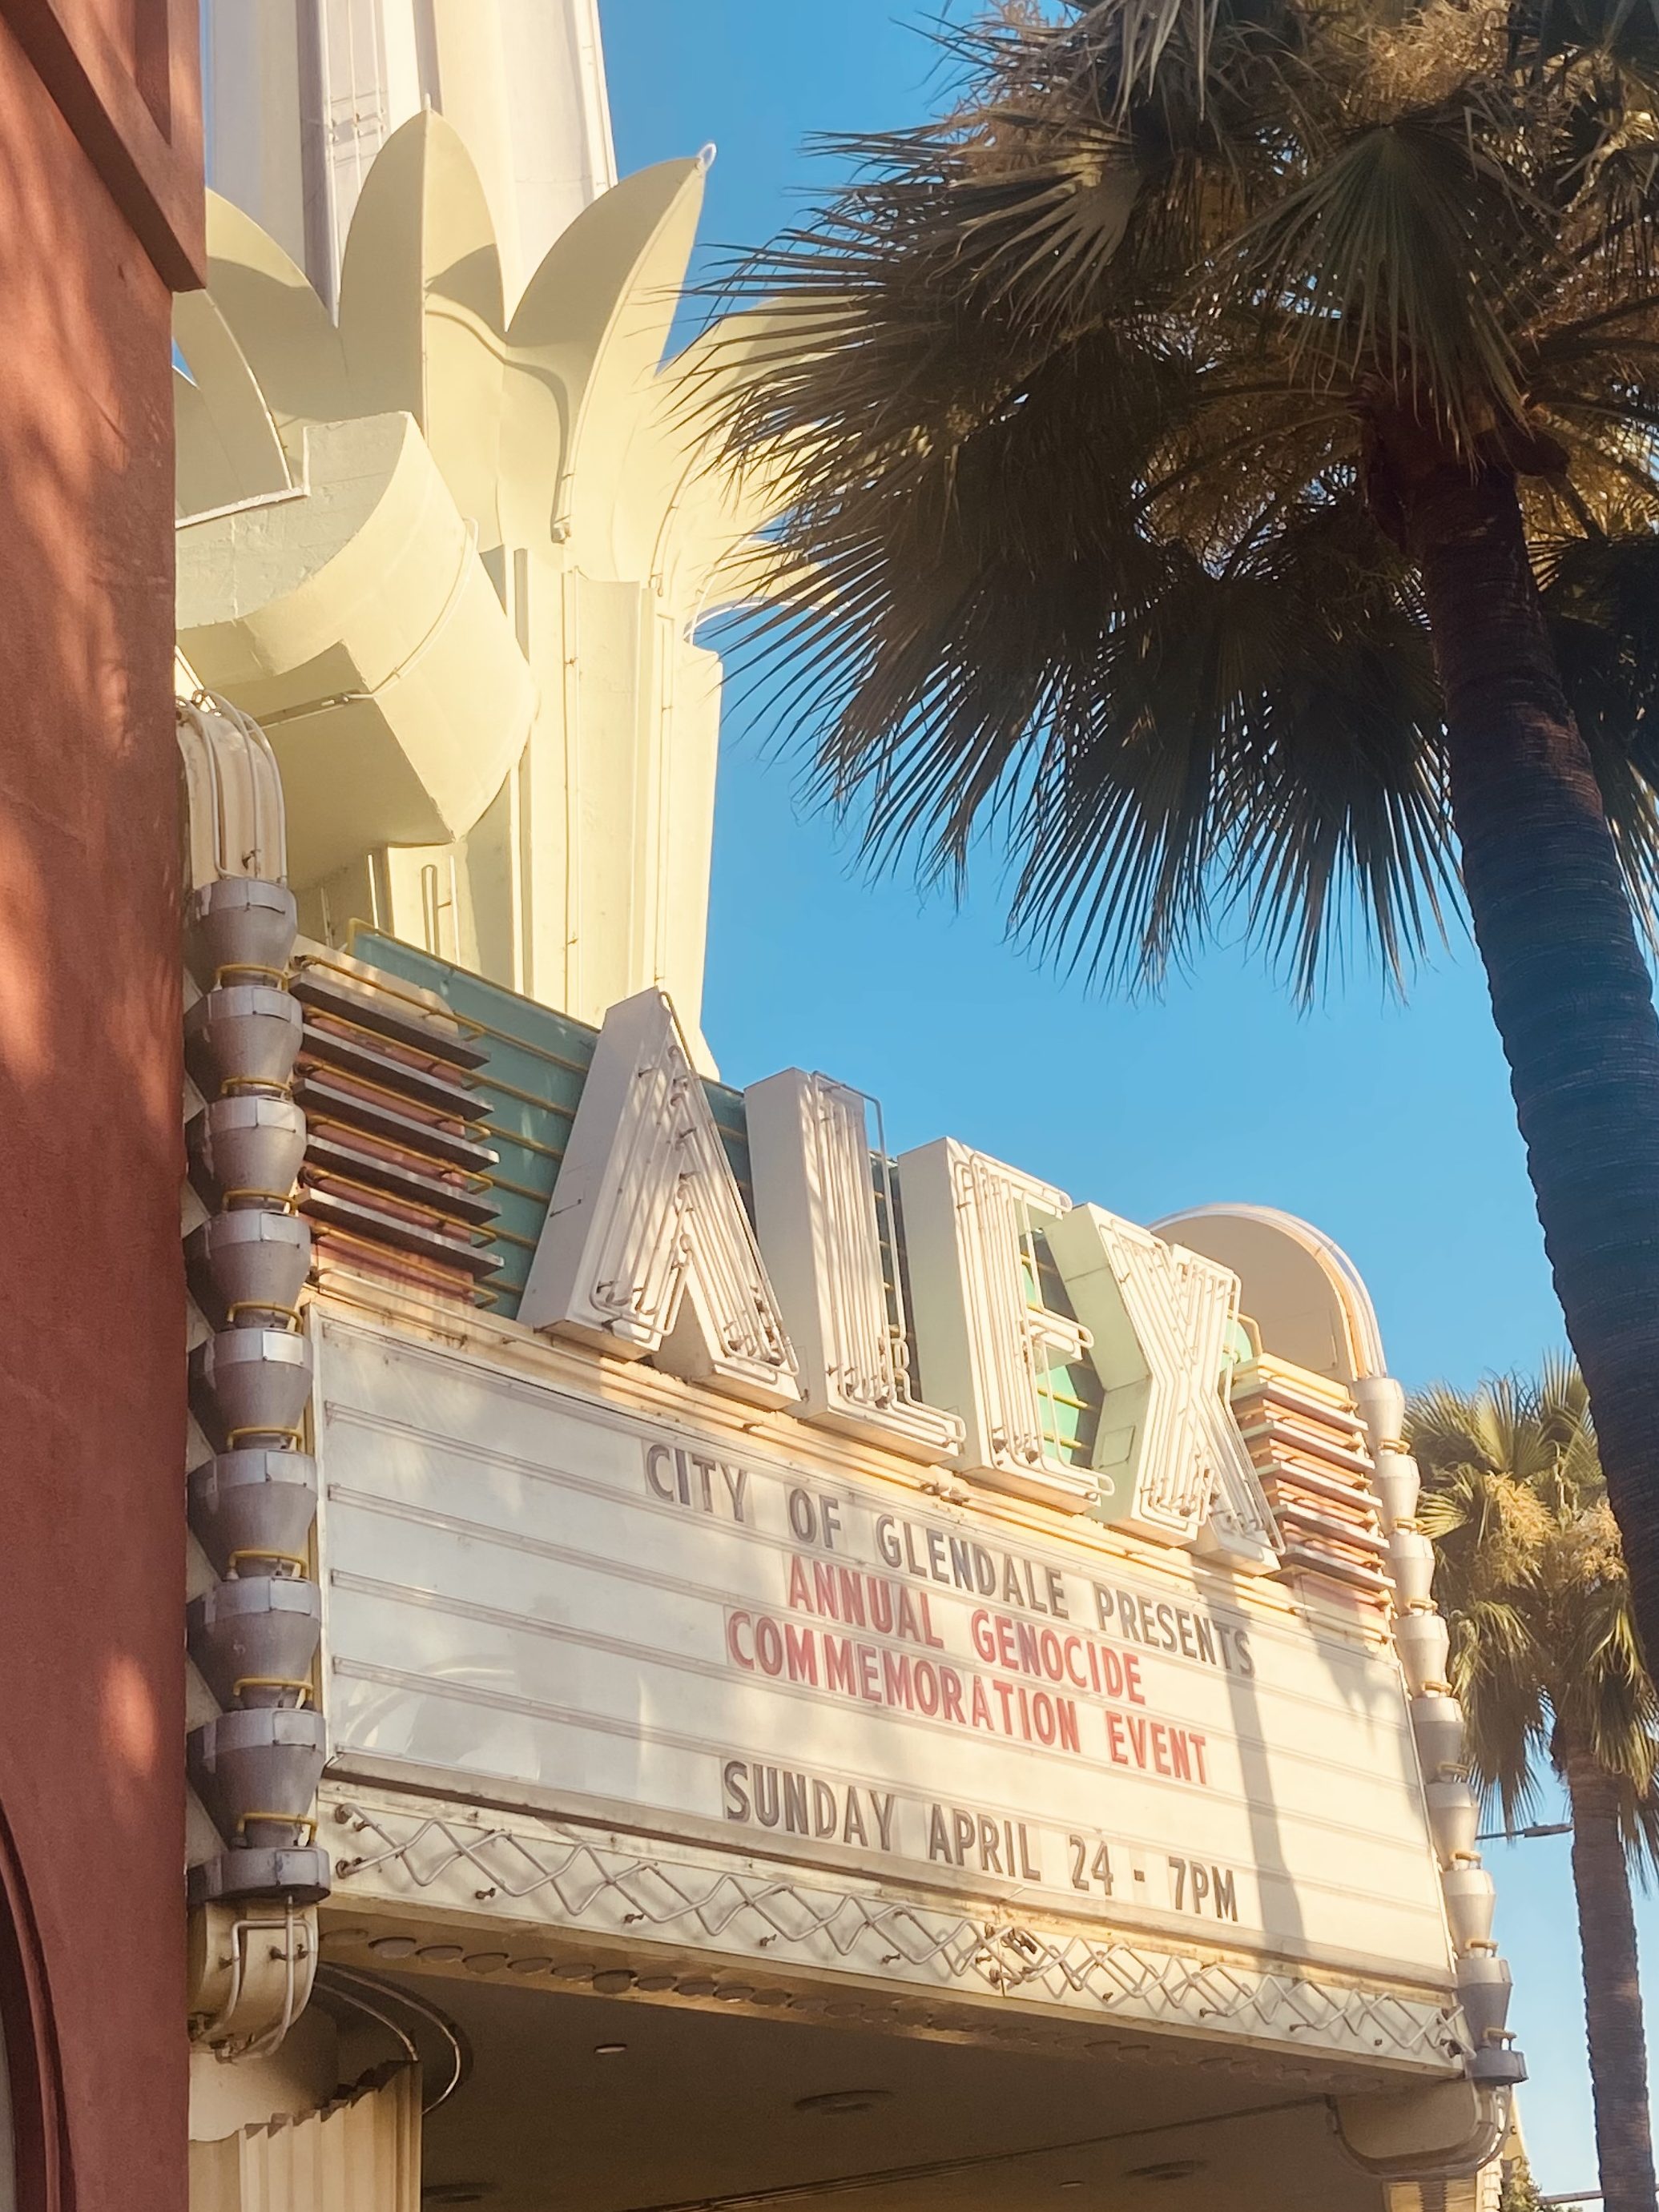 ALEX
CITY OF GLENDALE PRESENTS
ANNUAL GENOCIDE
COMMEMORATION EVENT
SUNDAY APRIL 24 - 7PM